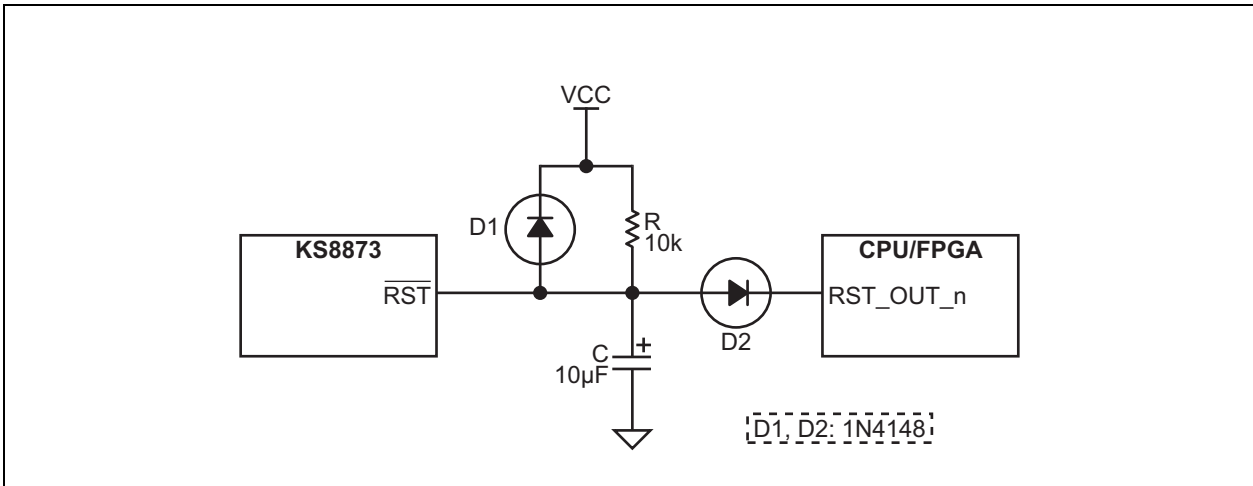 VCC
D1
R
10k
KS8873
RST
CPU/FPGA
RST_OUT_n
D2
C
+
10µF
D1, D2: 1N4148